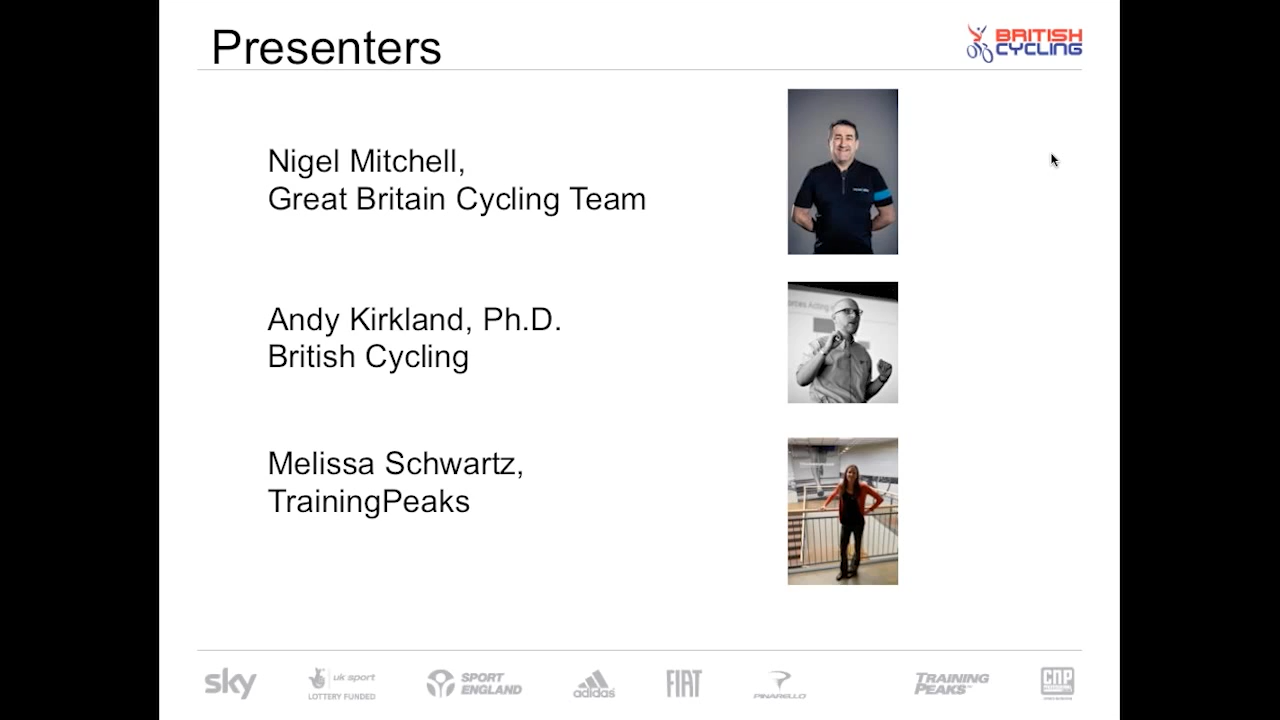 Presenters
BRITISH
CYCLING
Nigel Mitchell,
Great Britain Cycling Team
Andy Kirkland, Ph.D.
British Cycling
Melissa Schwartz,
TrainingPeaks
sky
uk sport
LOTTERY FUNDED
SPORT
ENGLAND
adidas
FIAT
PINARELLO
TRAINING
PEAKS
CNP